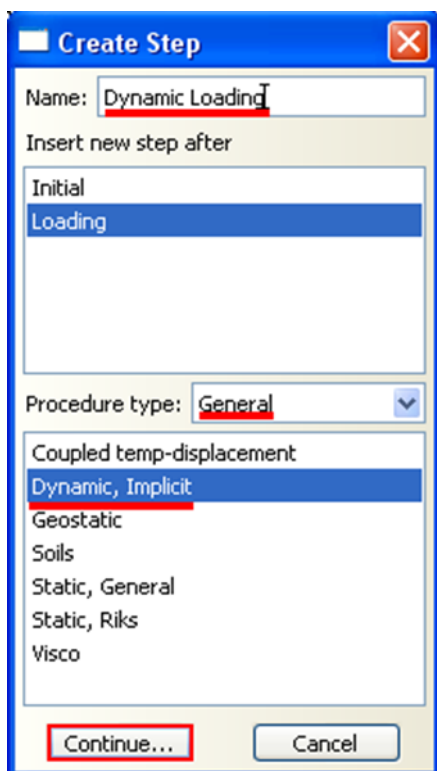 Create Step
Name: Dynamic Loading
Insert new step after
Initial
Loading
Procedure type: General
Coupled temp-displacement
Dynamic, Implicit
Geostatic
Soils
Static, General
Static, Riks
Visco
Continue... Cancel